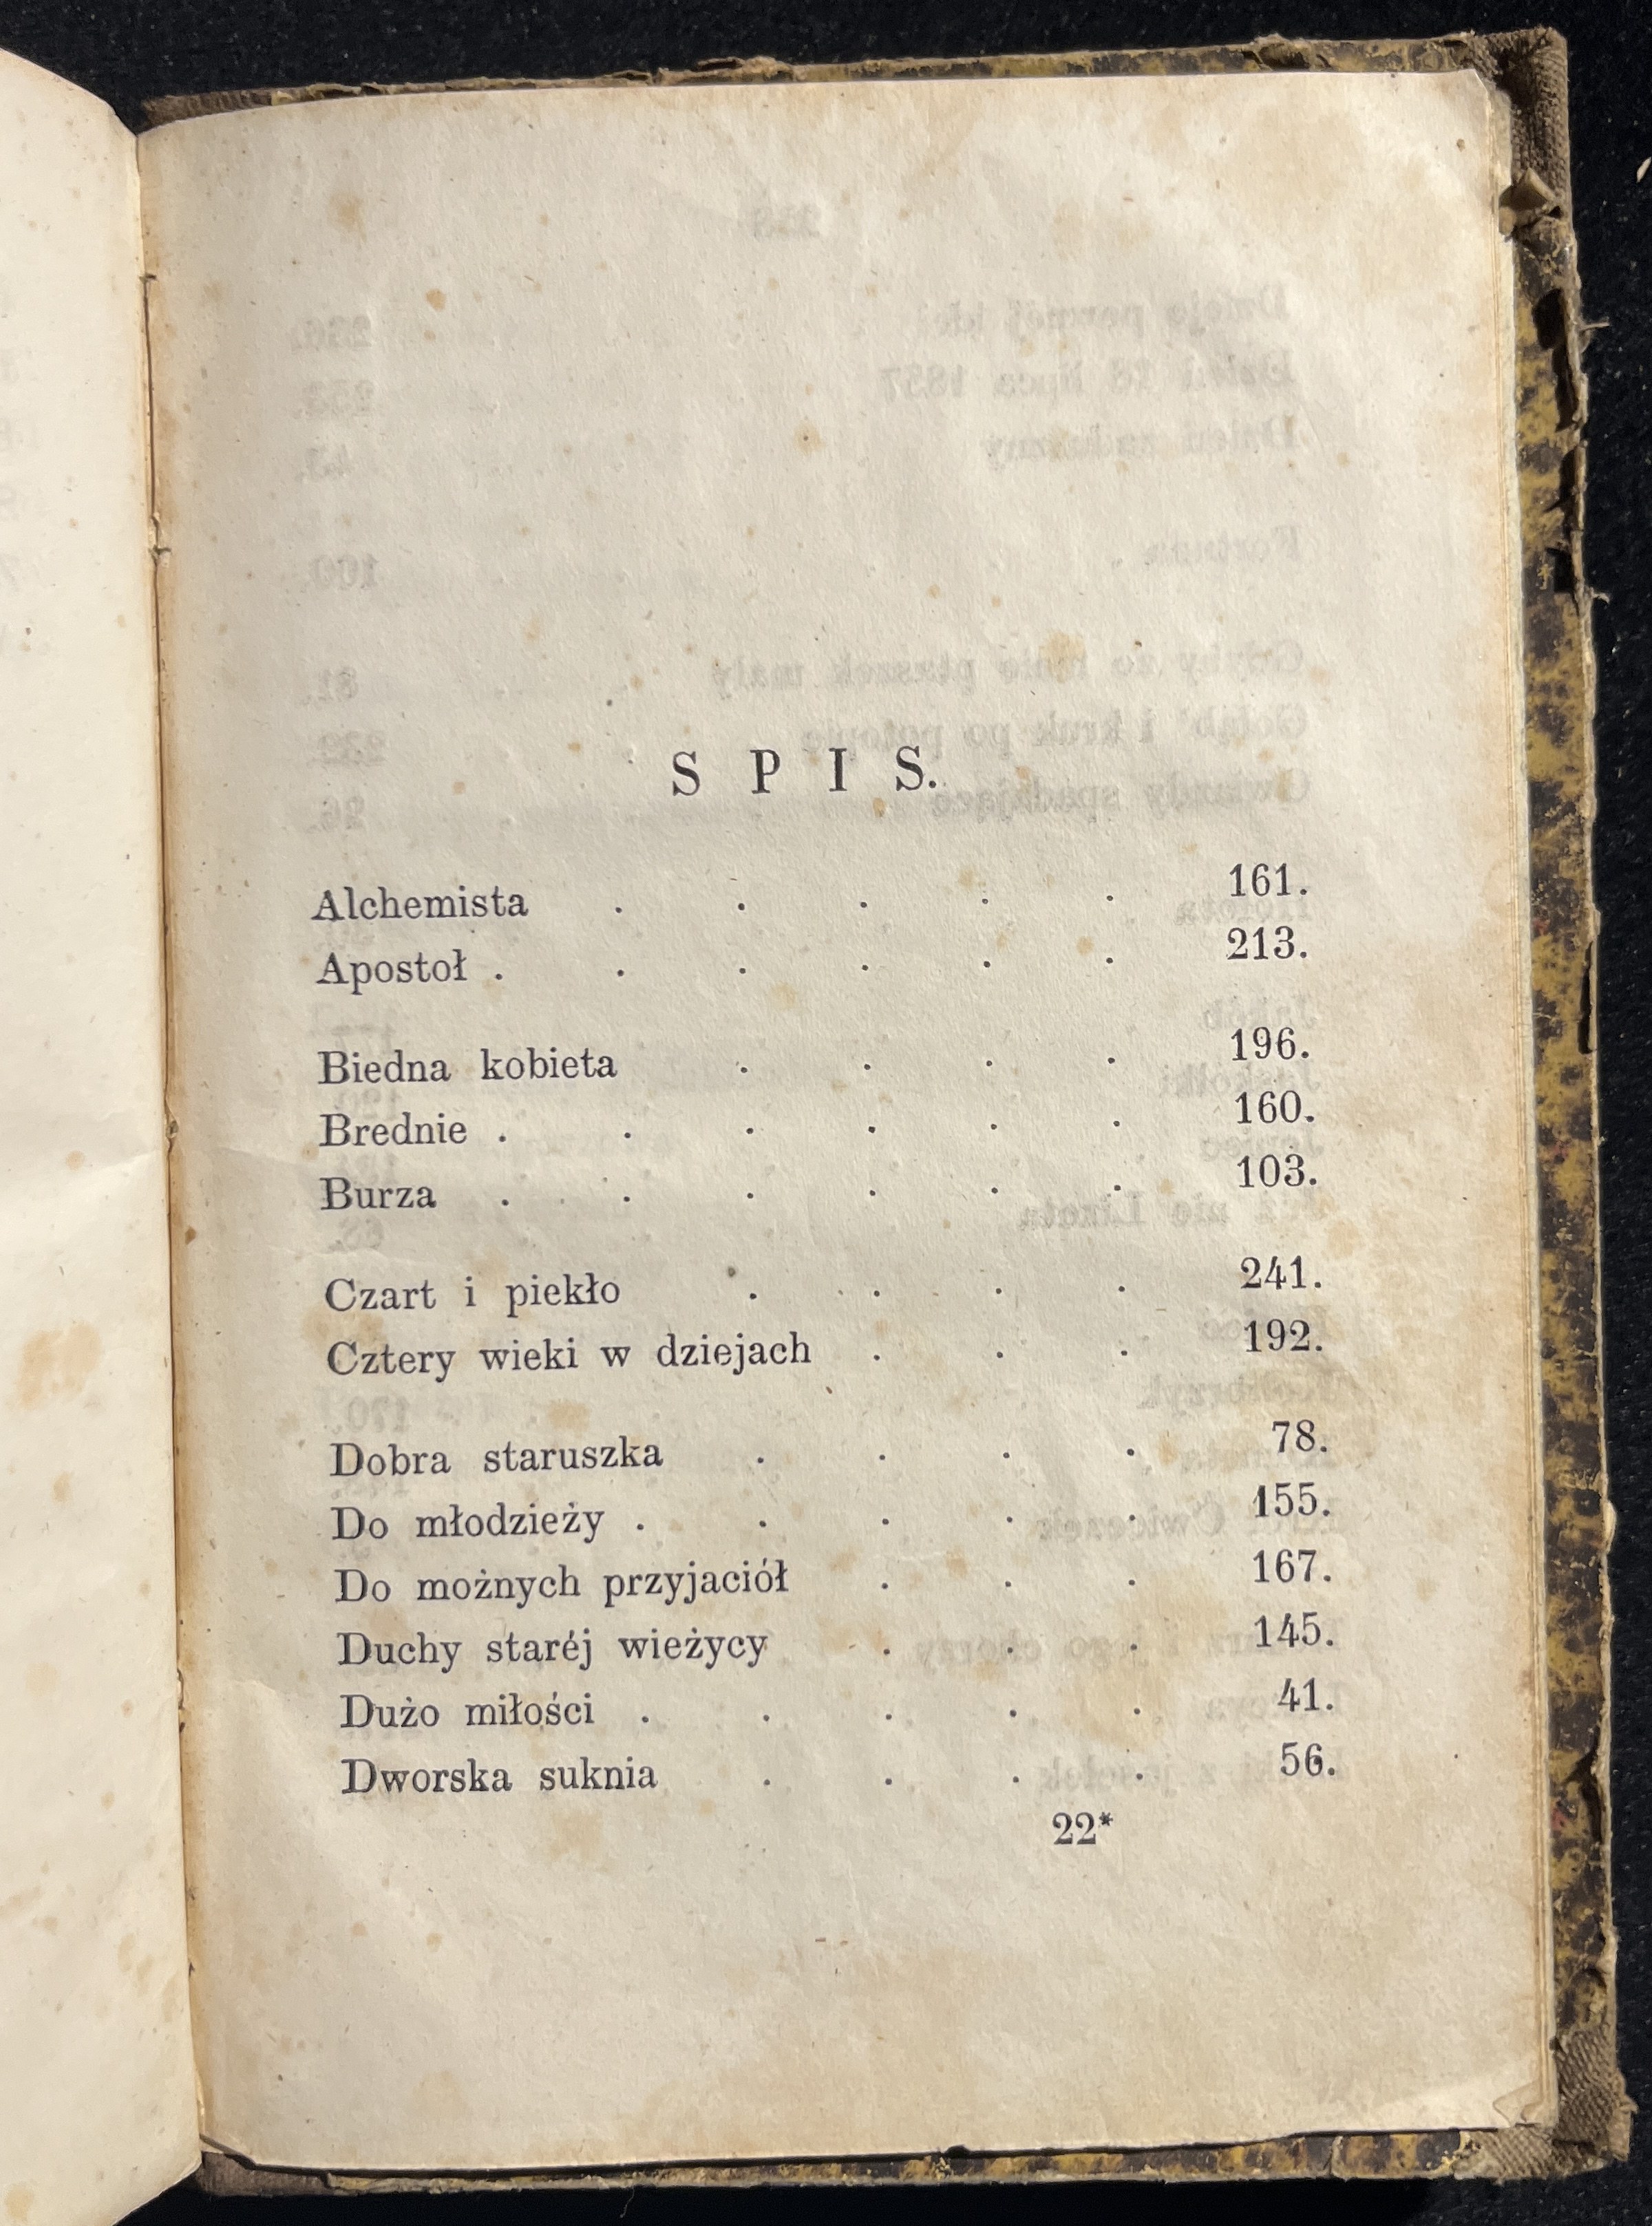 S P I S.
Alchemista . . . . . 161.
Apostoł . . . . . . 213.
Biedna kobieta . . . . 196.
Brednie . . . . . . 160.
Burza . . . . . . 103.
Czart i piekło . . . . 241.
Cztery wieki w dziejach . . . 192.
Dobra staruszka . . . . 78.
Do młodzieży . . . . . 155.
Do możnych przyjaciół . . . 167.
Duchy staréj wieżycy . . . 145.
Dużo miłości . . . . . 41.
Dworska suknia . . . . 56.
22*